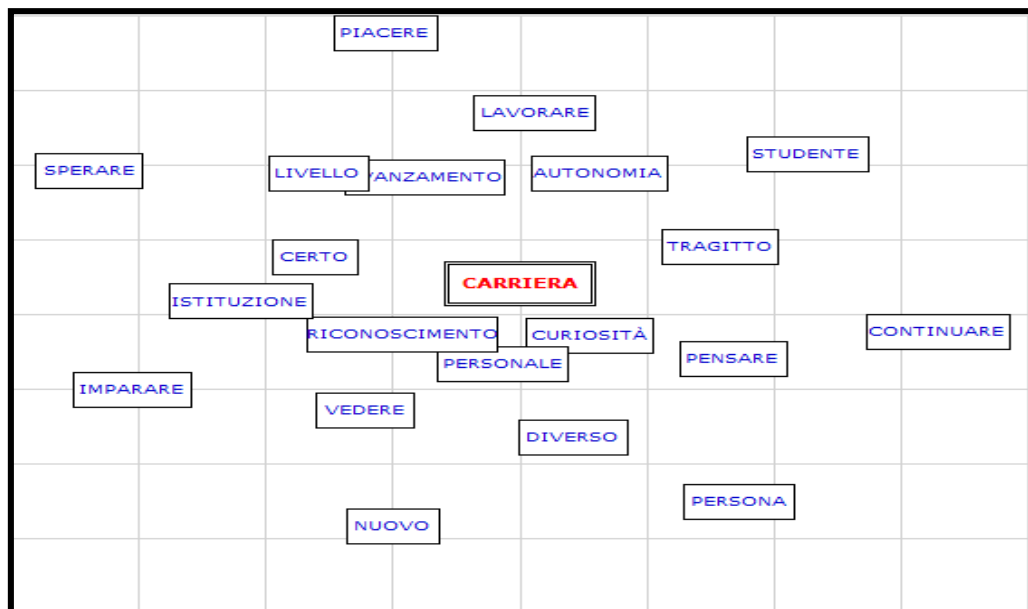 PIACERE
LAVORARE
STUDENTE
SPERARE
LIVELLO
VANZAMENTO
AUTONOMIA
TRAGITTO
CERTO
CARRIERA
ISTITUZIONE
RICONOSCIMENTO
CURIOSITÀ
CONTINUARE
PERSONALE
PENSARE
IMPARARE
VEDERE
DIVERSO
PERSONA
NUOVO